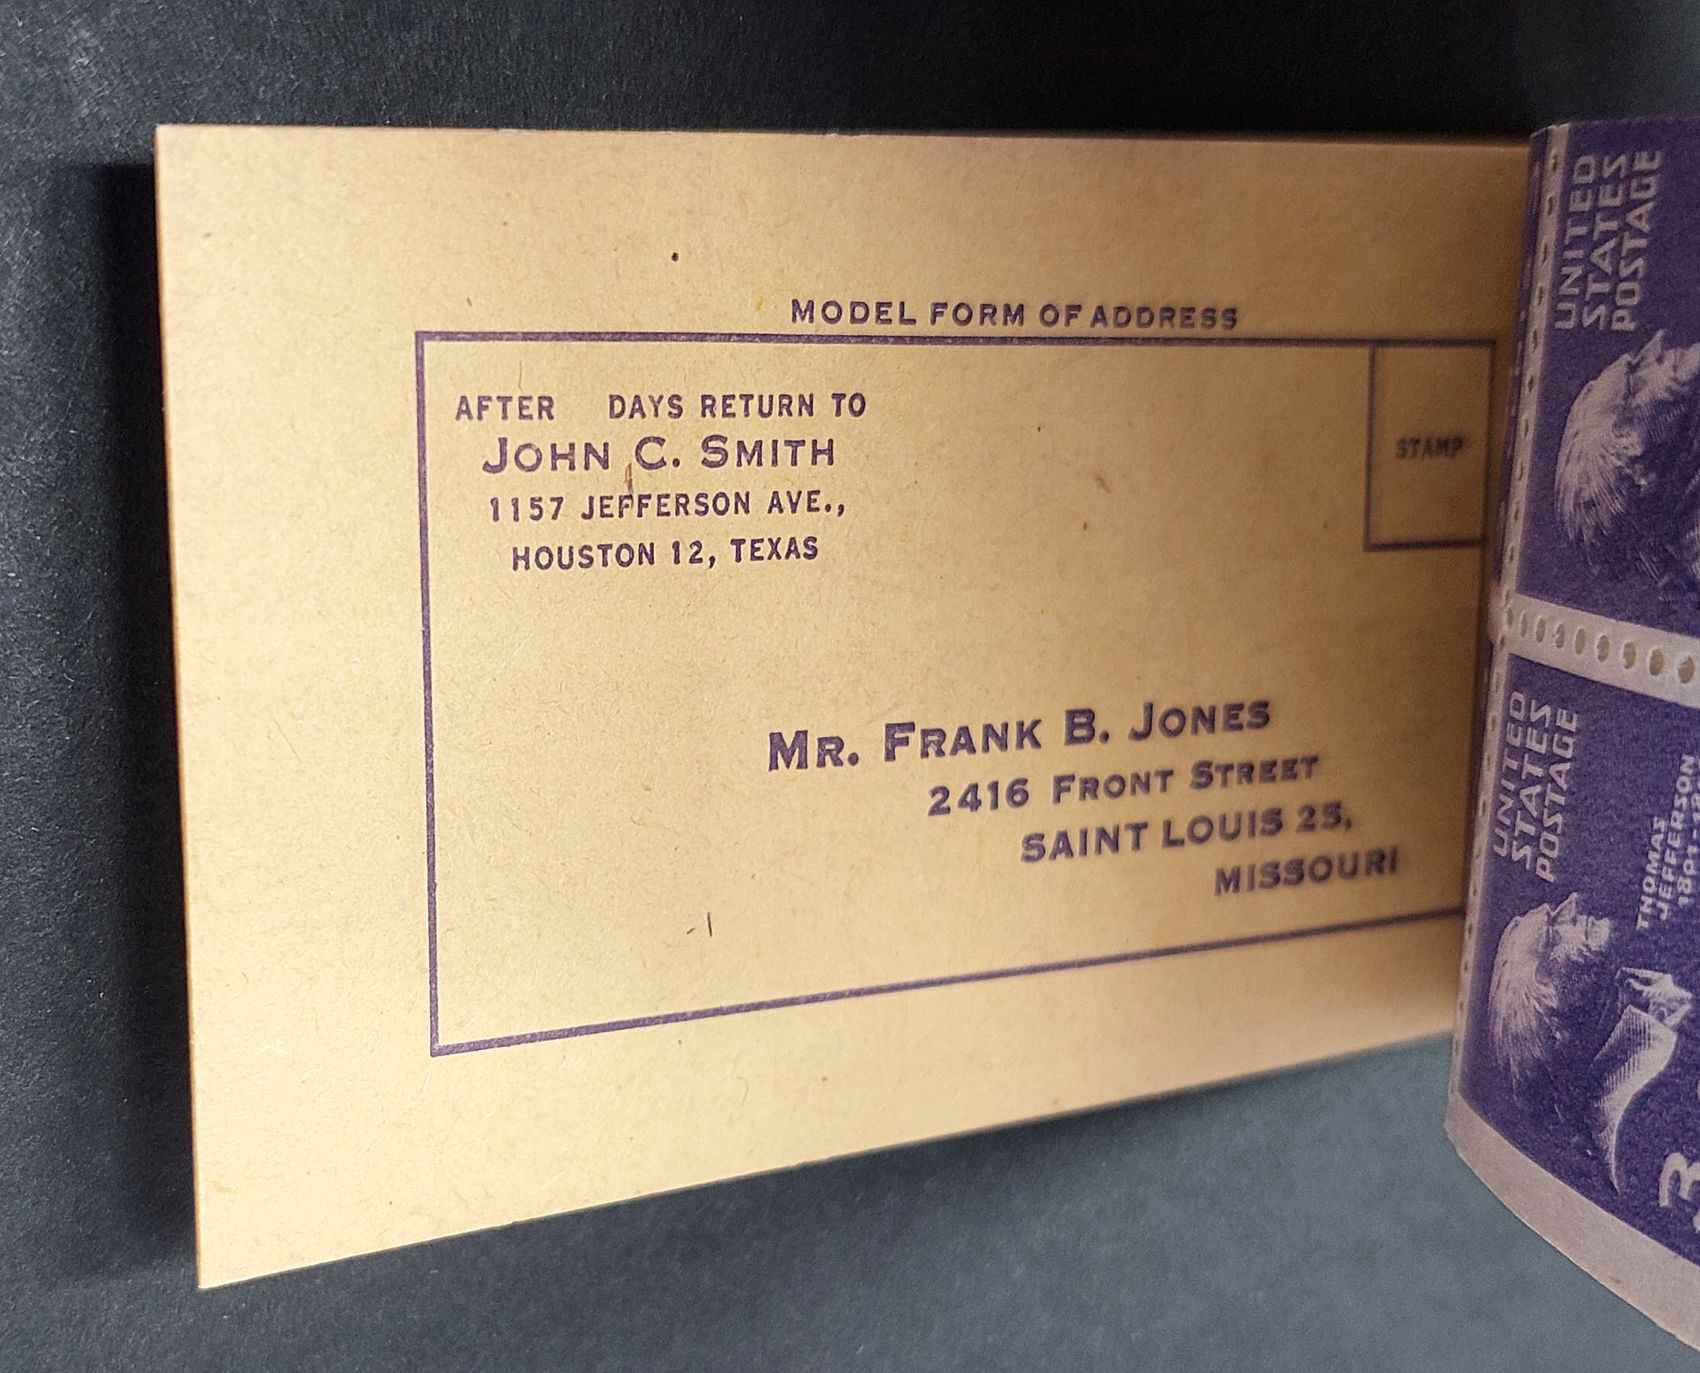 MODEL FORM OF ADDRESS
AFTER DAYS RETURN TO
JOHN C. SMITH
1157 JEFFERSON AVE.,
HOUSTON 12, TEXAS
STAMP
MR. FRANK B. JONES
2416 FRONT STREET
SAINT LOUIS 25,
MISSOURI
UNITED
STATES
POSTAGE
UNITED
STATES
POSTAGE
THOMAS
JEFFERSON
3